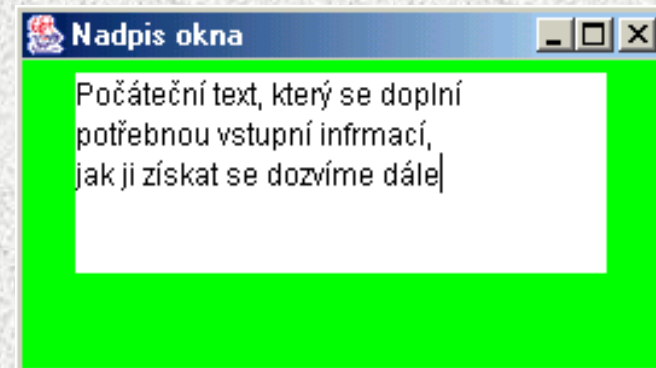 Nadpis okna
Počáteční text, který se doplní
potřebnou vstupní infrmací,
jak ji získat se dozvíme dále